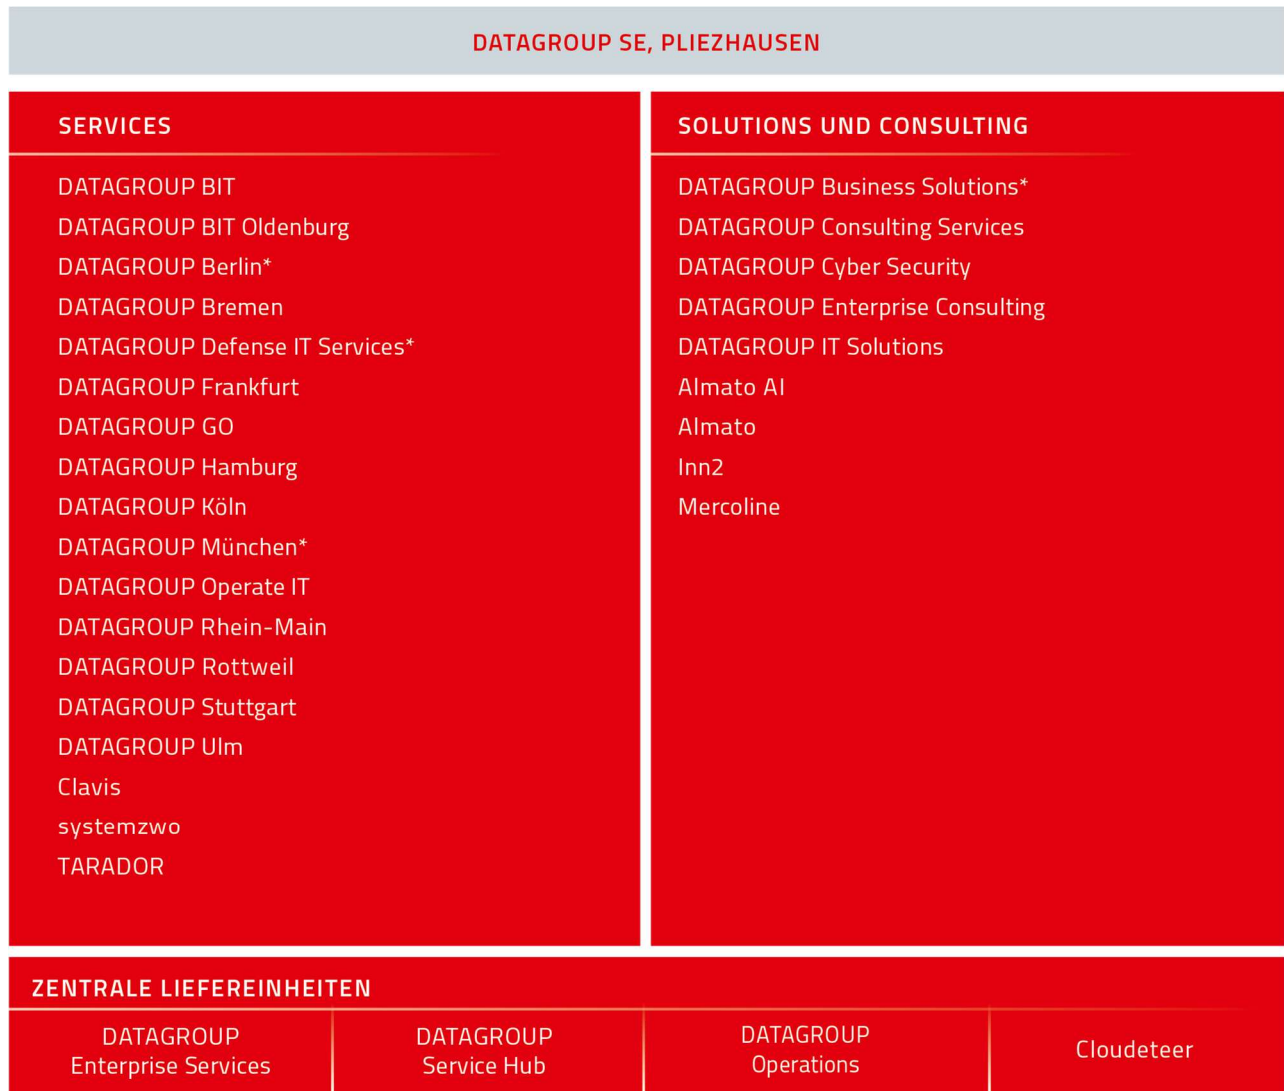 DATAGROUP SE, PLIEZHAUSEN
SERVICES
DATAGROUP BIT
DATAGROUP BIT Oldenburg
DATAGROUP Berlin*
DATAGROUP Bremen
DATAGROUP Defense IT Services*
DATAGROUP Frankfurt
DATAGROUP GO
DATAGROUP Hamburg
DATAGROUP Köln
DATAGROUP München*
DATAGROUP Operate IT
DATAGROUP Rhein-Main
DATAGROUP Rottweil
DATAGROUP Stuttgart
DATAGROUP Ulm
Clavis
systemzwo
TARADOR
SOLUTIONS UND CONSULTING
DATAGROUP Business Solutions*
DATAGROUP Consulting Services
DATAGROUP Cyber Security
DATAGROUP Enterprise Consulting
DATAGROUP IT Solutions
Almato AI
Almato
Inn2
Mercoline
ZENTRALE LIEFEREINHEITEN
DATAGROUP
Enterprise Services
DATAGROUP
Service Hub
DATAGROUP
Operations
Cloudeteer